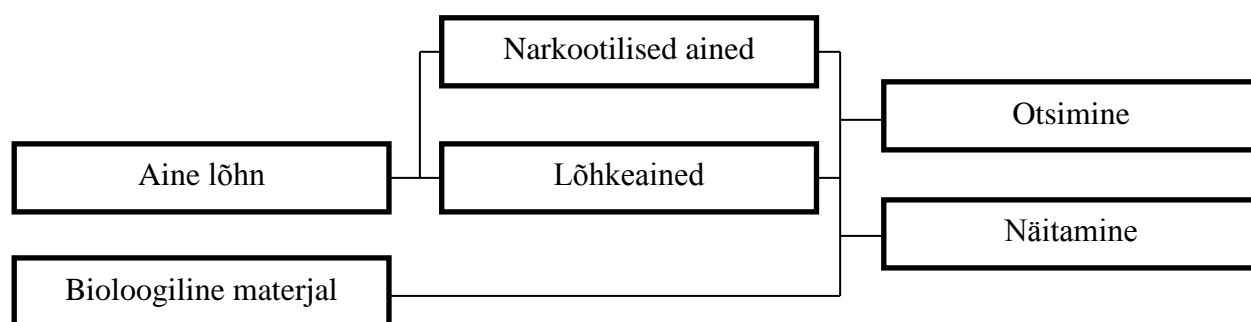 Narkootilised ained
Otsimine
Aine lõhn
Lõhkeained
Näitamine
Bioloogiline materjal